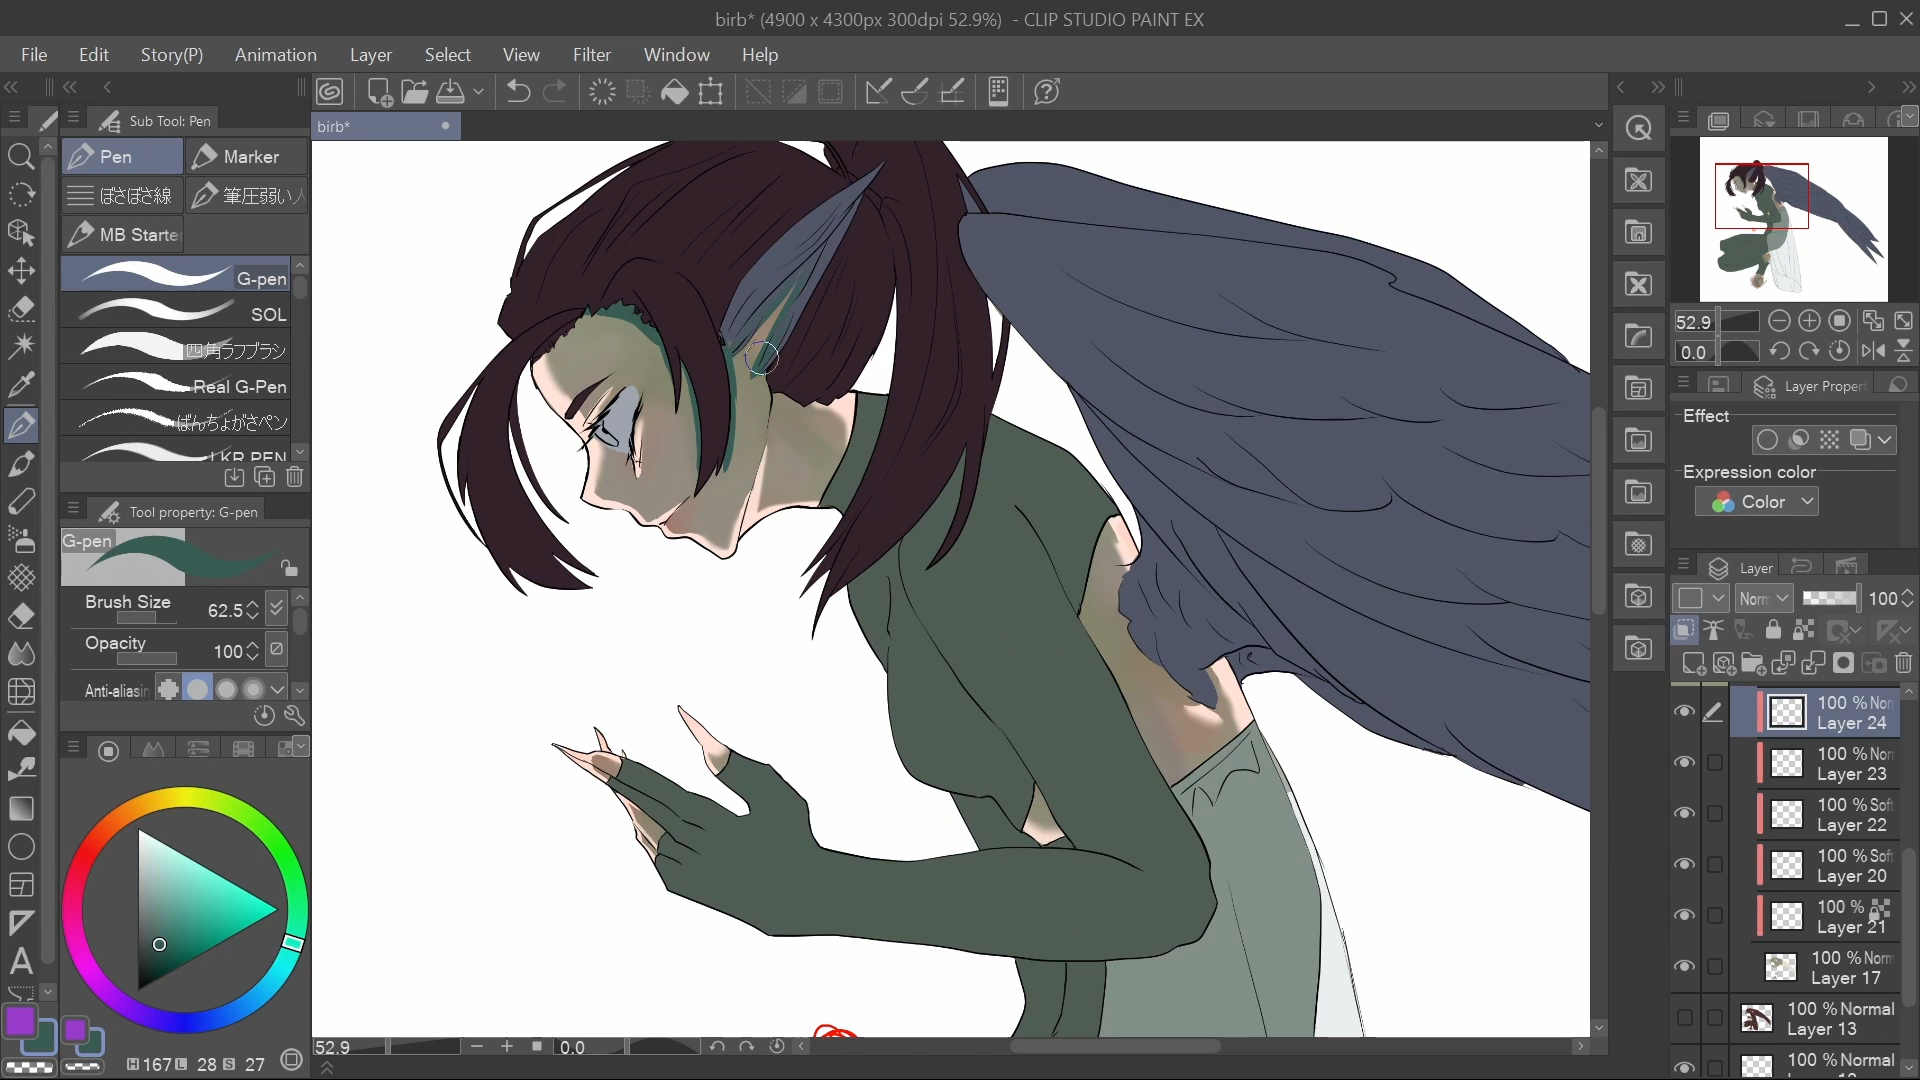 birb* (4900 x 4300px 300dpi 52.9%) - CLIP STUDIO PAINT EX
File Edit Story(P) Animation Layer Select View Filter Window Help
Sub Tool: Pen
birb*
Pen
Marker
ぼさぼさ線
筆圧弱い人
MB Starte
G-pen
SOL
四角ラフブラシ
Real G-Pen
ばんちょがさペン
LKR PEN
Tool property: G-pen
G-pen
Brush Size 62.5
Opacity 100
Anti-aliasin
H 167 L 28 S 27
52.9
0.0
52.9
0.0
Layer Proper
Effect
Expression color
Color
Layer
Norm
100
100 % Nor
Layer 24
100 % Nor
Layer 23
100 % Soft
Layer 22
100 % Soft
Layer 20
100 %
Layer 21
100 % Norm
Layer 17
100 % Normal
Layer 13
100 % Normal